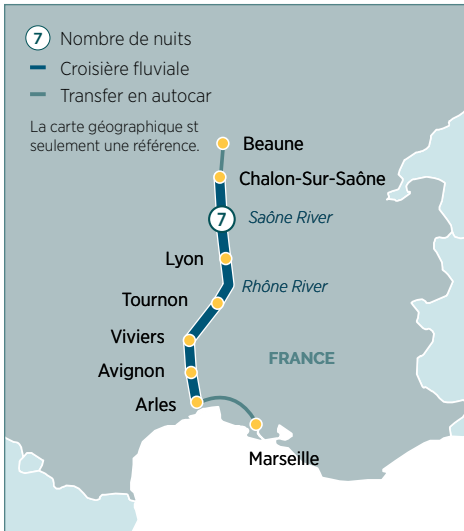 7 Nombre de nuits
Croisière fluviale
Transfer en autocar
La carte géographique st
seulement une référence.
Beaune
Chalon-Sur-Saône
7
Saône River
Lyon
Rhône River
Tournon
Viviers
FRANCE
Avignon
Arles
Marseille